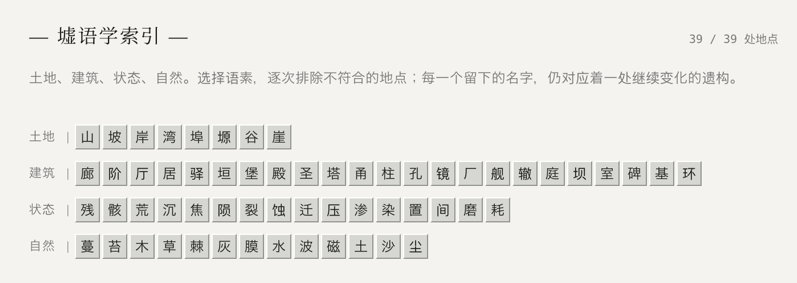 — 墟语学索引 —
39 / 39 处地点
土地、建筑、状态、自然。选择语素，逐次排除不符合的地点；每一个留下的名字，仍对应着一处继续变化的遗构。
土地 | 山 坡 岸 湾 埠 塬 谷 崖
建筑 | 廊 阶 厅 居 驿 垣 堡 殿 圣 塔 甬 柱 孔 镜 厂 舰 辙 庭 坝 室 碑 基 环
状态 | 残 骸 荒 沉 焦 陨 裂 蚀 迁 压 渗 染 置 间 磨 耗
自然 | 蔓 苔 木 草 棘 灰 膜 水 波 磁 土 沙 尘